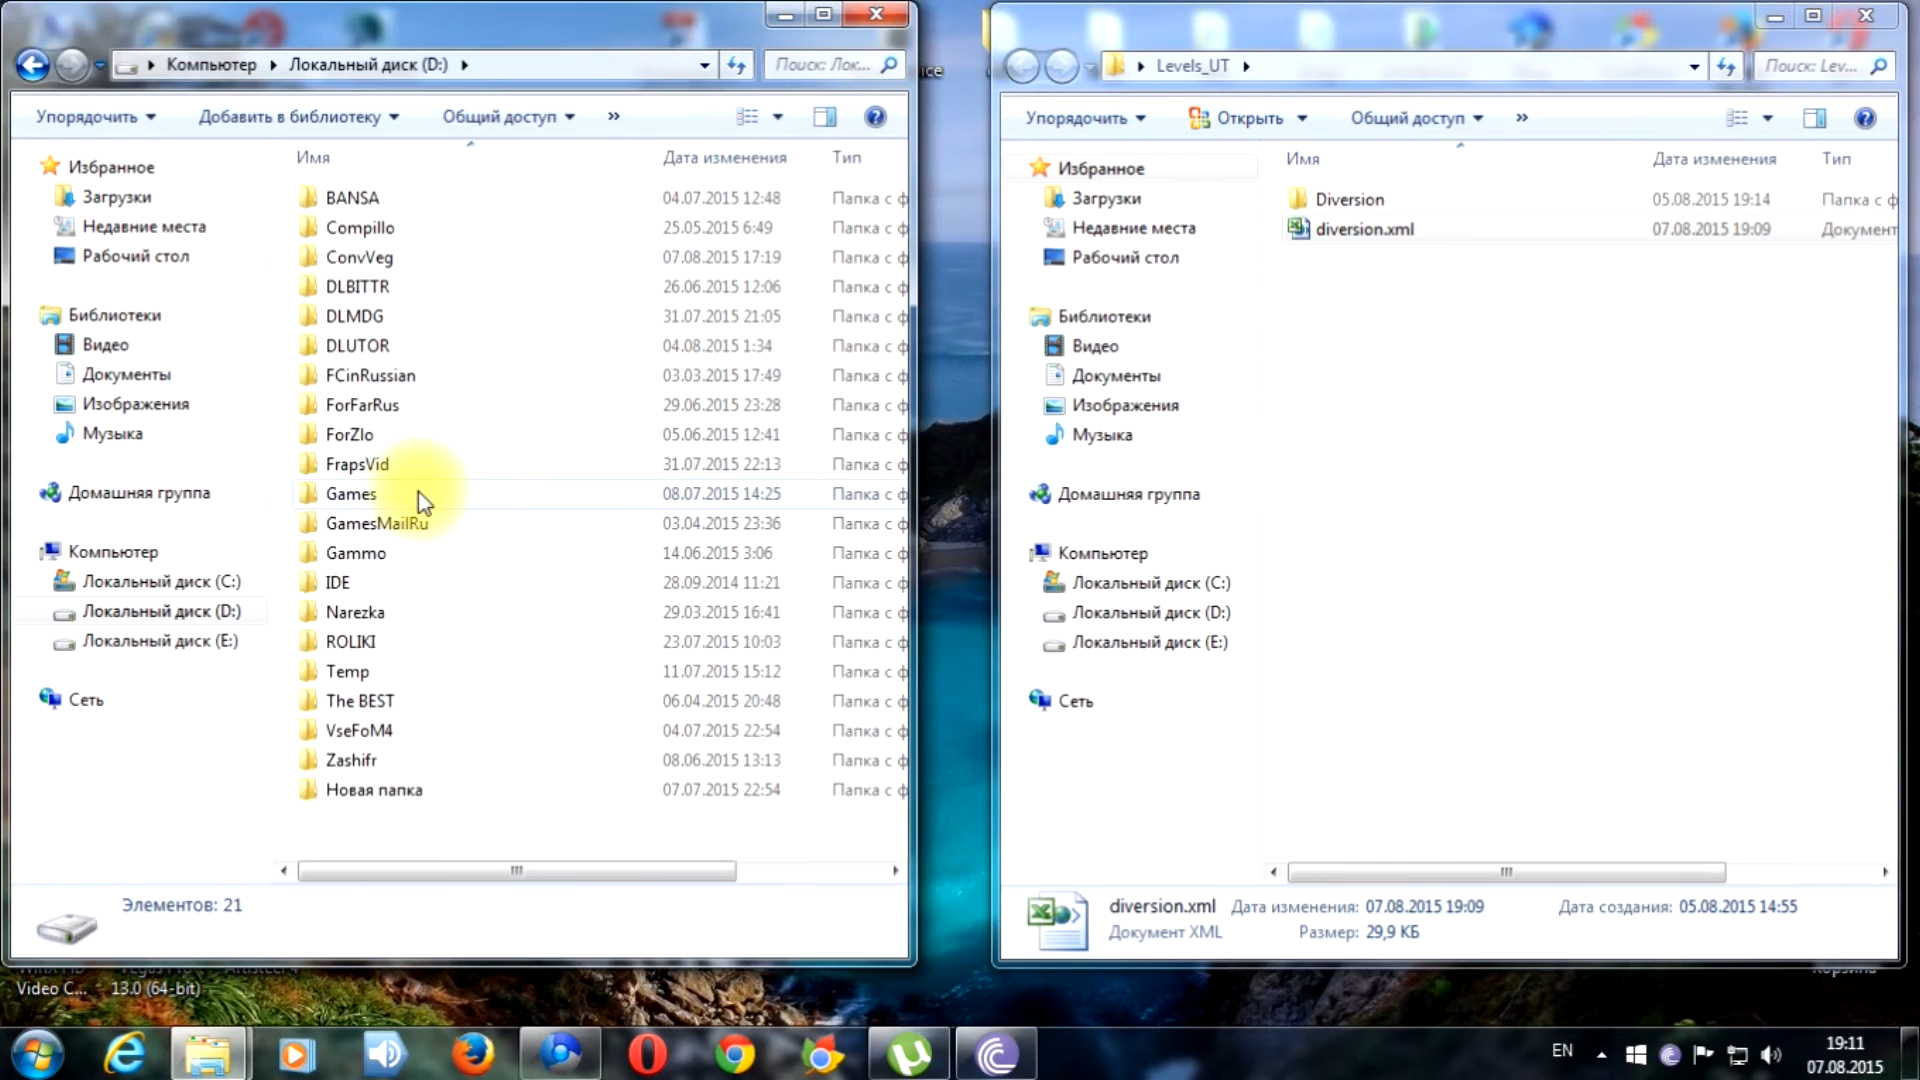 Компьютер
Локальный диск (D:)
Поиск: Лок...
Упорядочить
Добавить в библиотеку
Общий доступ
»
Избранное
Загрузки
Недавние места
Рабочий стол
Библиотеки
Видео
Документы
Изображения
Музыка
Домашняя группа
Компьютер
Локальный диск (C:)
Локальный диск (D:)
Локальный диск (E:)
Сеть
Имя Дата изменения Тип
BANSA 04.07.2015 12:48 Папка с ф
Compillo 25.05.2015 6:49 Папка с ф
ConvVeg 07.08.2015 17:19 Папка с ф
DLBITTR 26.06.2015 12:06 Папка с ф
DLMDG 31.07.2015 21:05 Папка с ф
DLUTOR 04.08.2015 1:34 Папка с ф
FCinRussian 03.03.2015 17:49 Папка с ф
ForFarRus 29.06.2015 23:28 Папка с ф
ForZlo 05.06.2015 12:41 Папка с ф
FrapsVid 31.07.2015 22:13 Папка с ф
Games 08.07.2015 14:25 Папка с ф
GamesMailRu 03.04.2015 23:36 Папка с ф
Gammo 14.06.2015 3:06 Папка с ф
IDE 28.09.2014 11:21 Папка с ф
Narezka 29.03.2015 16:41 Папка с ф
ROLIKI 23.07.2015 10:03 Папка с ф
Temp 11.07.2015 15:12 Папка с ф
The BEST 06.04.2015 20:48 Папка с ф
VseFoM4 04.07.2015 22:54 Папка с ф
Zashifr 08.06.2015 13:13 Папка с ф
Новая папка 07.07.2015 22:54 Папка с ф
Элементов: 21
ice
Levels_UT
Поиск: Lev...
Упорядочить
Открыть
Общий доступ
»
Избранное
Загрузки
Недавние места
Рабочий стол
Библиотеки
Видео
Документы
Изображения
Музыка
Домашняя группа
Компьютер
Локальный диск (C:)
Локальный диск (D:)
Локальный диск (E:)
Сеть
Имя Дата изменения Тип
Diversion 05.08.2015 19:14 Папка с ф
diversion.xml 07.08.2015 19:09 Документ
diversion.xml Дата изменения: 07.08.2015 19:09 Дата создания: 05.08.2015 14:55
Документ XML Размер: 29,9 КБ
Корзина
Video C... 13.0 (64-bit)
EN
19:11
07.08.2015